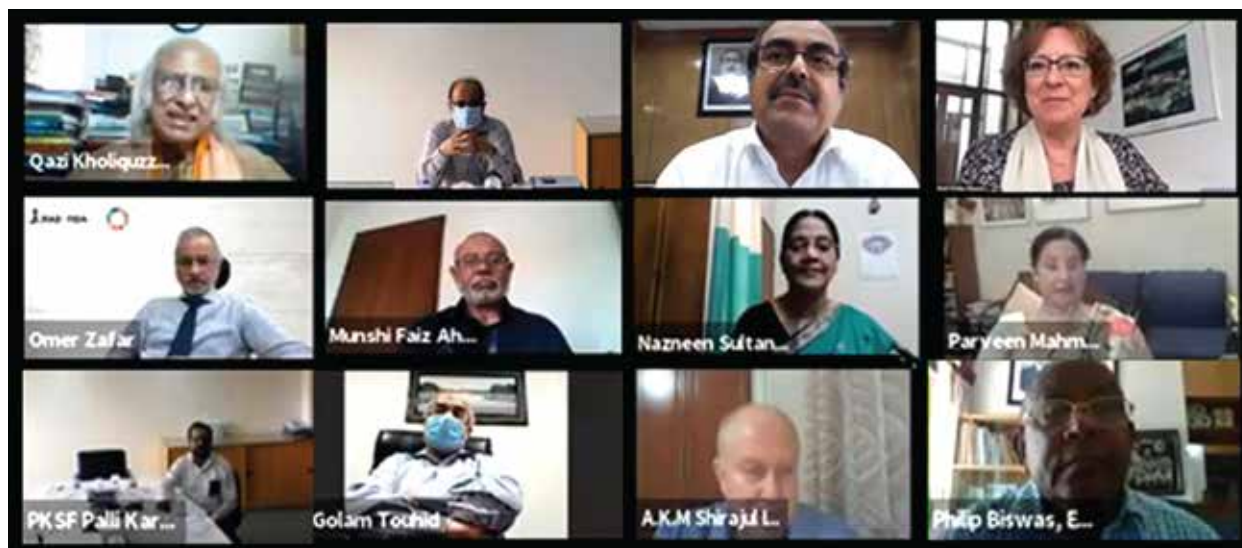 Qazi Kholiquzz...
Omer Zafar
Munshi Faiz Ah...
Nazneen Sultan...
Parveen Mahm...
PKSF Palli Kar...
Golam Touhid
A.K.M Shirajul I..
Philip Biswas, E...